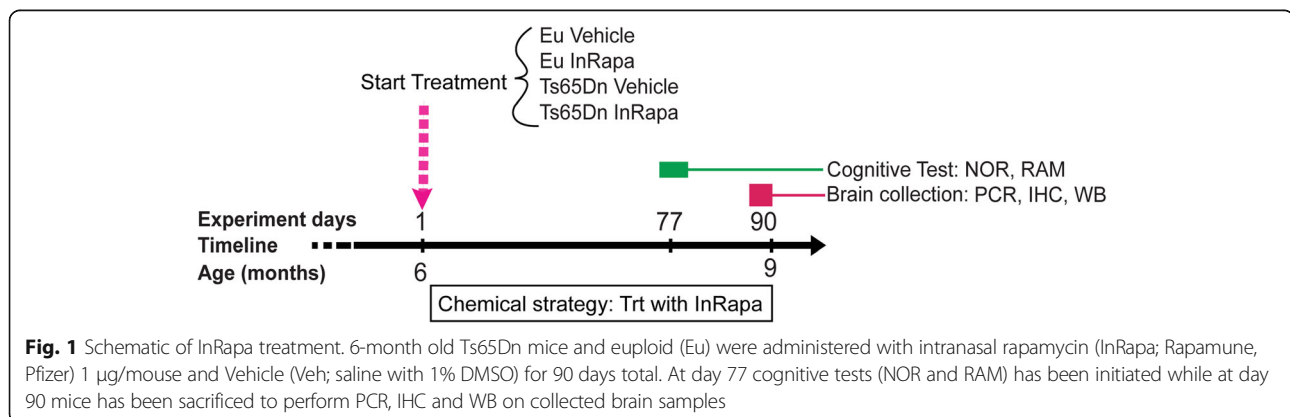 Eu Vehicle
Eu InRapa
Start Treatment
Ts65Dn Vehicle
Ts65Dn InRapa
Cognitive Test: NOR, RAM
Brain collection: PCR, IHC, WB
Experiment days 1 77 90
Timeline
Age (months) 6 9
Chemical strategy: Trt with InRapa
Fig. 1 Schematic of InRapa treatment. 6-month old Ts65Dn mice and euploid (Eu) were administered with intranasal rapamycin (InRapa; Rapamune,
Pfizer) 1 μg/mouse and Vehicle (Veh; saline with 1% DMSO) for 90 days total. At day 77 cognitive tests (NOR and RAM) has been initiated while at day
90 mice has been sacrificed to perform PCR, IHC and WB on collected brain samples